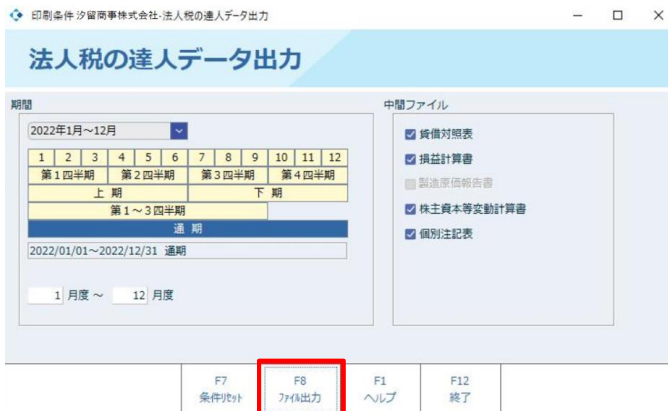 印刷条件 汐留商事株式会社-法人税の達人データ出力
法人税の達人データ出力
期間
2022年1月～12月
1 2 3 4 5 6 7 8 9 10 11 12
第1四半期 第2四半期 第3四半期 第4四半期
上 期 下 期
第1～3四半期
通 期
2022/01/01～2022/12/31 通期
1 月度 ～ 12 月度
中間ファイル
貸借対照表
損益計算書
製造原価報告書
株主資本等変動計算書
個別注記表
F7 F8 F1 F12
条件ﾘｾｯﾄ ﾌｧｲﾙ出力 ヘルプ 終了